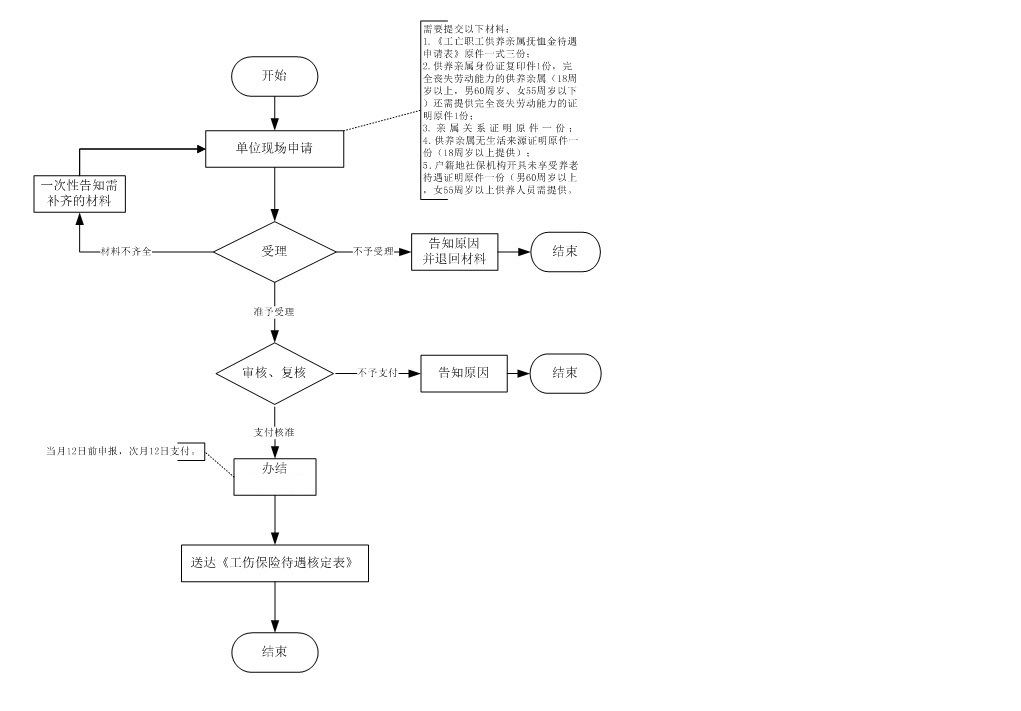 需要提交以下材料：
1.《工亡职工供养亲属抚恤金待遇
申请表》原件一式三份；
2.供养亲属身份证复印件1份，完
全丧失劳动能力的供养亲属（18周
岁以上，男60周岁、女55周岁以下
）还需提供完全丧失劳动能力的证
明原件1份；
3.亲属关系证明原件一份；
4.供养亲属无生活来源证明原件一
份（18周岁以上提供）；
5.户籍地社保机构开具未享受养老
待遇证明原件一份（男60周岁以上
，女55周岁以上供养人员需提供。
开始
单位现场申请
一次性告知需
补齐的材料
材料不齐全
受理
不予受理
告知原因
并退回材料
结束
准予受理
审核、复核
不予支付
告知原因
结束
支付核准
当月12日前申报，次月12日支付。
办结
送达《工伤保险待遇核定表》
结束